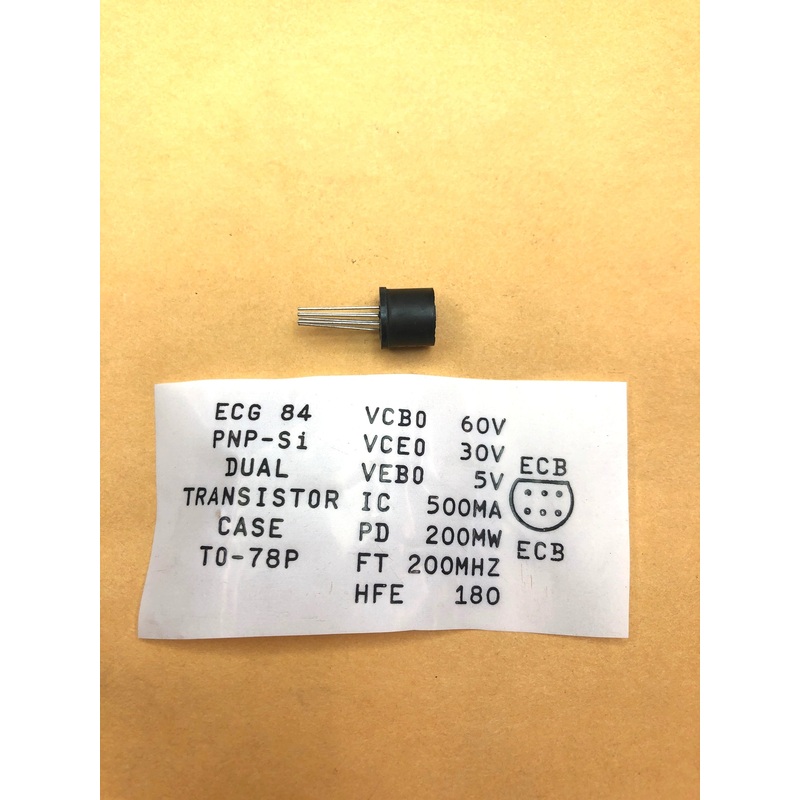 ECG 84
PNP-Si
DUAL
TRANSISTOR
CASE
TO-78P
VCBO 60V
VCEO 30V
VEBO 5V
IC 500MA
PD 200MW
FT 200MHZ
HFE 180
ECB
ECB